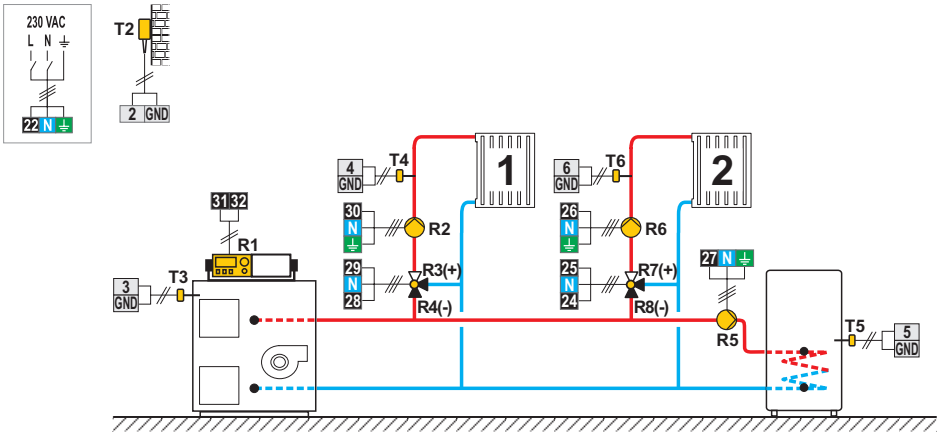 230 VAC
L N
22 N
T2
2 GND
4
GND
T4
1
6
GND
T6
2
31 32
R1
30
N
R2
26
N
R6
3
GND
T3
29
N
28
R3(+)
R4(-)
25
N
24
R7(+)
R8(-)
27 N
R5
T5
5
GND